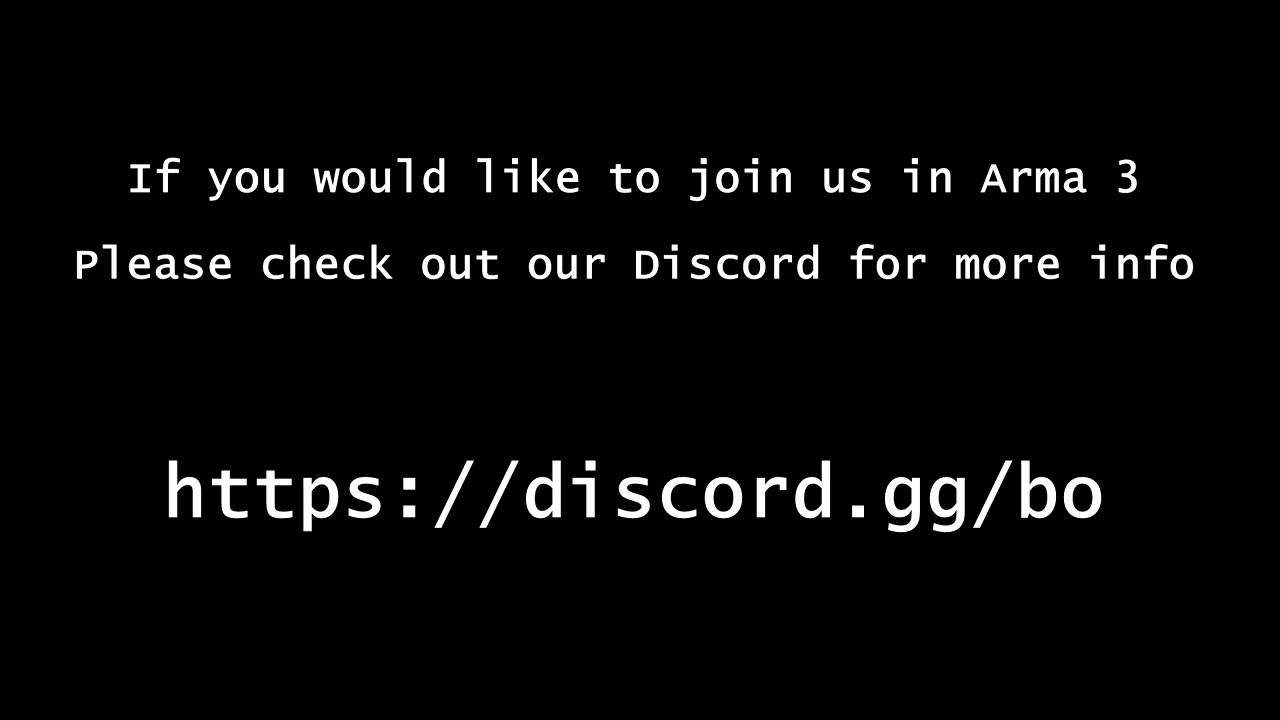 If you would like to join us in Arma 3
Please check out our Discord for more info
https://discord.gg/bo